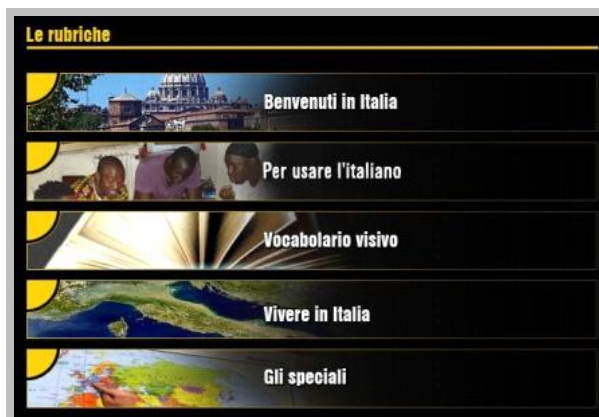 Le rubriche
Benvenuti in Italia
Per usare l'italiano
Vocabolario visivo
Vivere in Italia
Gli speciali